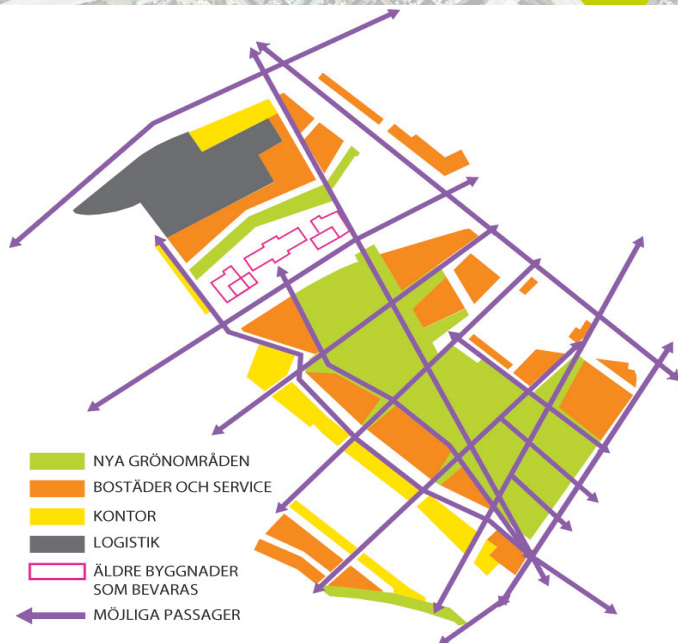 NYA GRÖNOMRÅDEN
BOSTÄDER OCH SERVICE
KONTOR
LOGISTIK
ÄLDRE BYGGNADER
SOM BEVARAS
MÖJLIGA PASSAGER